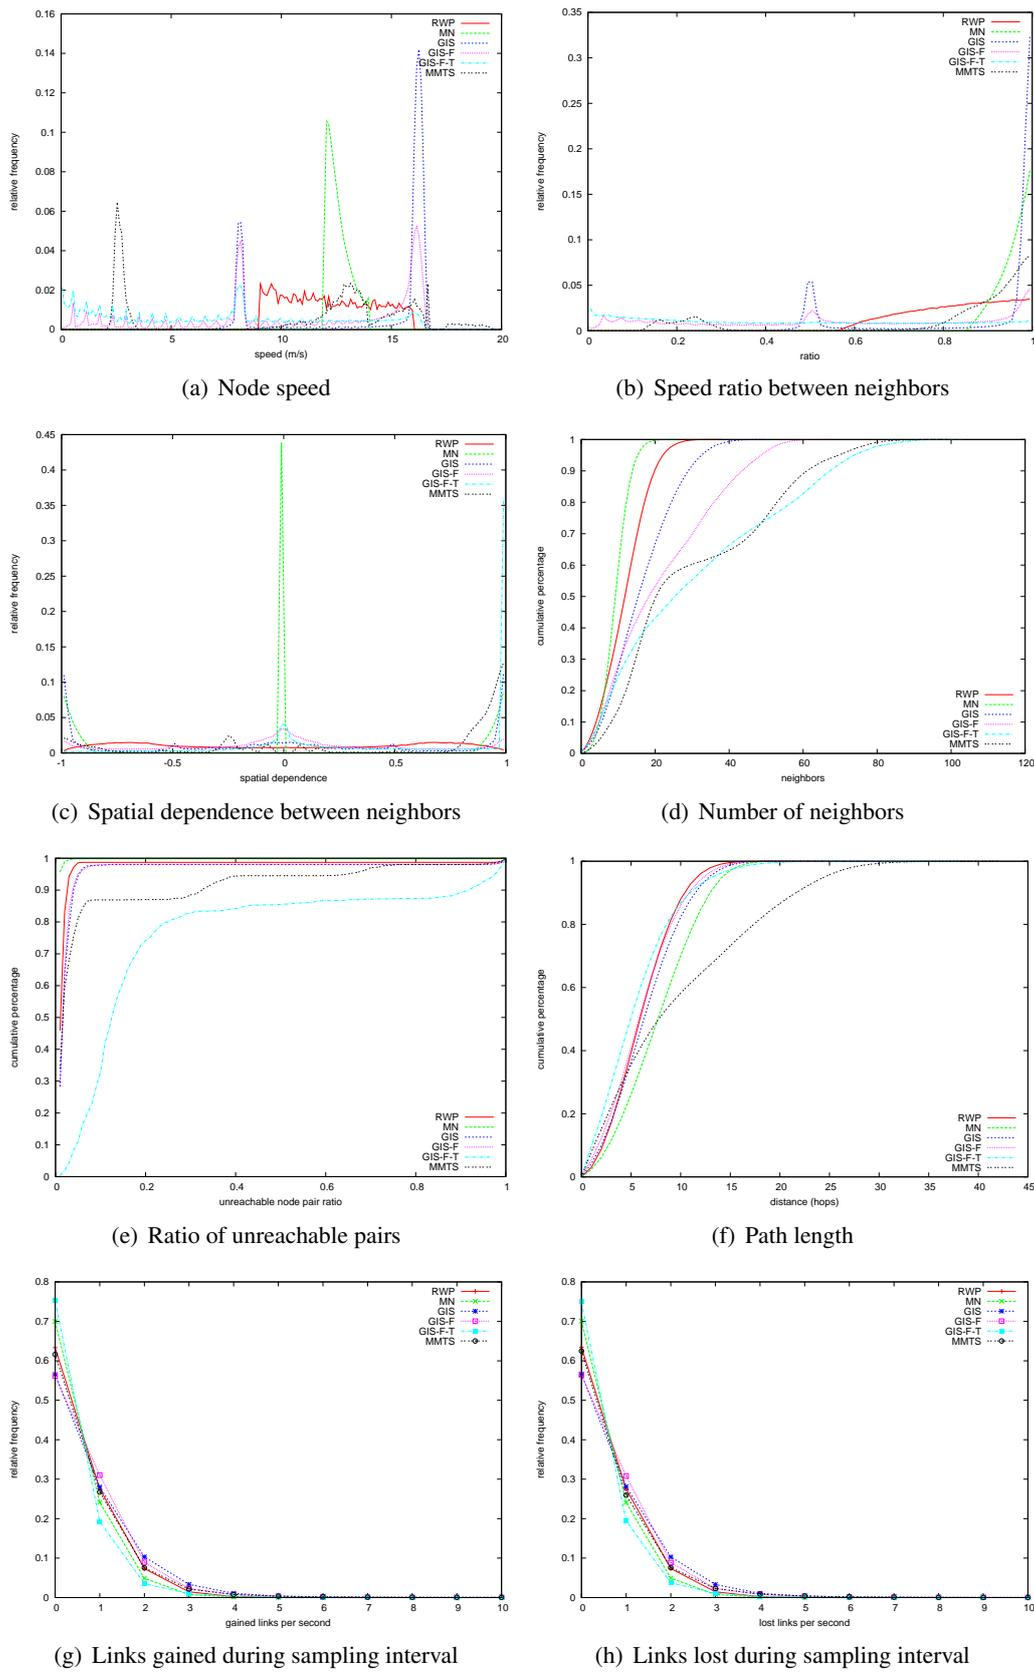 0.16
0.14
0.12
0.1
0.08
0.06
0.04
0.02
0
0 5 10 15 20
relative frequency
speed (m/s)
RWP
MN
GIS
GIS-F
GIS-F-T
MMTS
(a) Node speed
0.35
0.3
0.25
0.2
0.15
0.1
0.05
0
0 0.2 0.4 0.6 0.8 1
relative frequency
ratio
RWP
MN
GIS
GIS-F
GIS-F-T
MMTS
(b) Speed ratio between neighbors
0.45
0.4
0.35
0.3
0.25
0.2
0.15
0.1
0.05
0
-1 -0.5 0 0.5 1
relative frequency
spatial dependence
RWP
MN
GIS
GIS-F
GIS-F-T
MMTS
(c) Spatial dependence between neighbors
1
0.9
0.8
0.7
0.6
0.5
0.4
0.3
0.2
0.1
0
0 20 40 60 80 100 120
cumulative percentage
neighbors
RWP
MN
GIS
GIS-F
GIS-F-T
MMTS
(d) Number of neighbors
1
0.9
0.8
0.7
0.6
0.5
0.4
0.3
0.2
0.1
0
0 0.2 0.4 0.6 0.8 1
cumulative percentage
unreachable node pair ratio
RWP
MN
GIS
GIS-F
GIS-F-T
MMTS
(e) Ratio of unreachable pairs
1
0.8
0.6
0.4
0.2
0
0 5 10 15 20 25 30 35 40 45
cumulative percentage
distance (hops)
RWP
MN
GIS
GIS-F
GIS-F-T
MMTS
(f) Path length
0.8
0.7
0.6
0.5
0.4
0.3
0.2
0.1
0
0 1 2 3 4 5 6 7 8 9 10
relative frequency
gained links per second
RWP
MN
GIS
GIS-F
GIS-F-T
MMTS
(g) Links gained during sampling interval
0.8
0.7
0.6
0.5
0.4
0.3
0.2
0.1
0
0 1 2 3 4 5 6 7 8 9 10
relative frequency
lost links per second
RWP
MN
GIS
GIS-F
GIS-F-T
MMTS
(h) Links lost during sampling interval